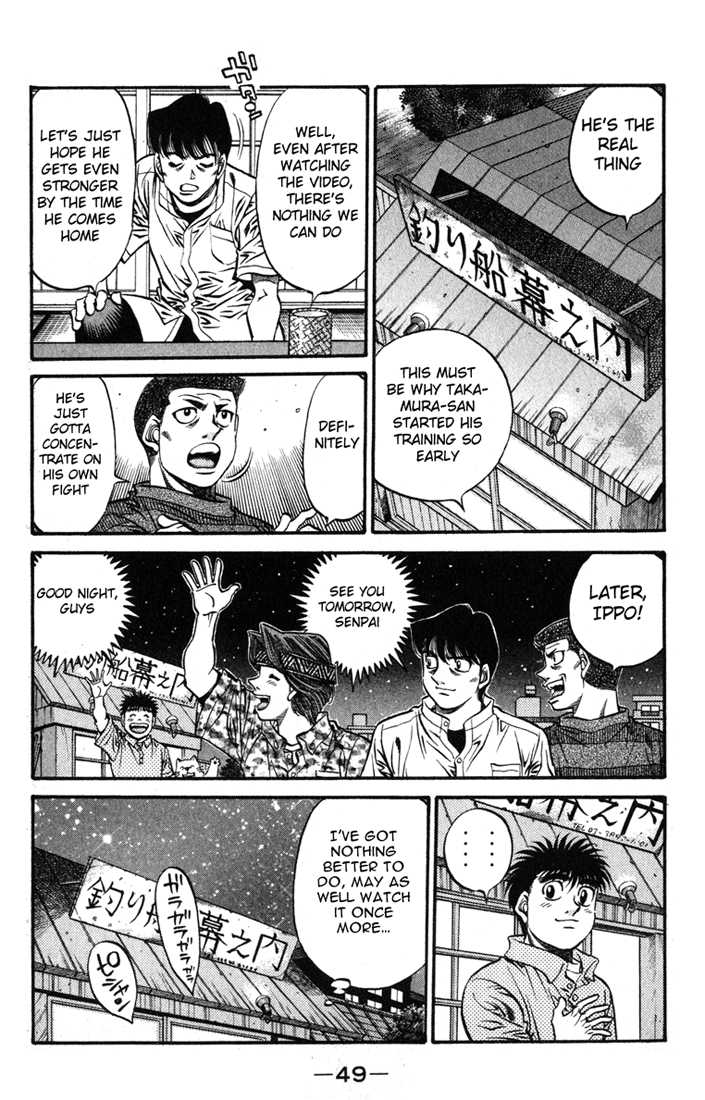 HE'S THE
REAL
THING
釣り船 幕之内
THIS MUST
BE WHY TAKA-
MURA-SAN
STARTED HIS
TRAINING SO
EARLY
WELL,
EVEN AFTER
WATCHING
THE VIDEO,
THERE'S
NOTHING WE
CAN DO
LET'S JUST
HOPE HE
GETS EVEN
STRONGER
BY THE TIME
HE COMES
HOME
DEFI-
NITELY
HE'S
JUST
GOTTA
CONCEN-
TRATE ON
HIS OWN
FIGHT
LATER,
IPPO!
SEE YOU
TOMORROW,
SENPAI
GOOD NIGHT,
GUYS
船幕之内
幕之内
......
I'VE GOT
NOTHING
BETTER TO
DO, MAY AS
WELL WATCH
IT ONCE
MORE...
釣り船 幕之内
ガラガラガラガラ
—49—